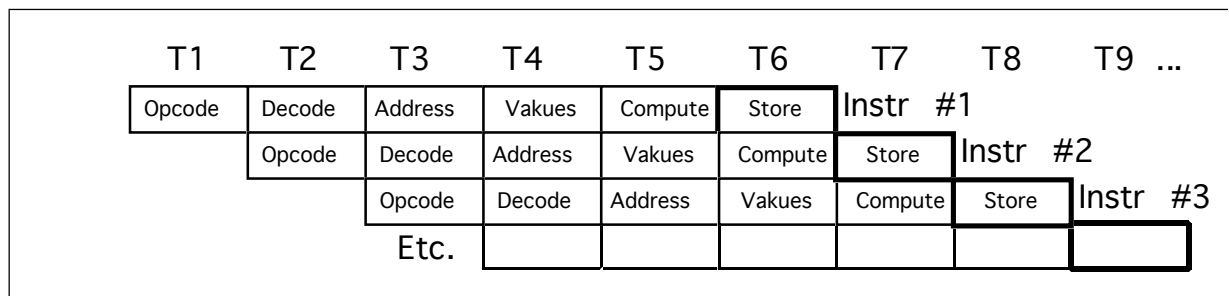 T1 T2 T3 T4 T5 T6 T7 T8 T9 ...
Opcode Decode Address Vakues Compute Store Instr #1
Opcode Decode Address Vakues Compute Store Instr #2
Opcode Decode Address Vakues Compute Store Instr #3
Etc.